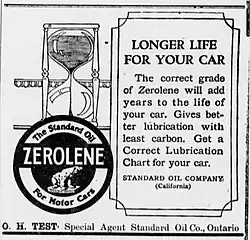 LONGER LIFE
FOR YOUR CAR
The correct grade
of Zerolene will add
years to the life of
your car. Gives bet-
ter lubrication with
least carbon. Get a
Correct Lubrication
Chart for your car.
STANDARD OIL COMPANY
(California)
The Standard Oil
ZEROLENE
For Motor Cars
O. H. TEST Special Agent Standard Oil Co., Ontario